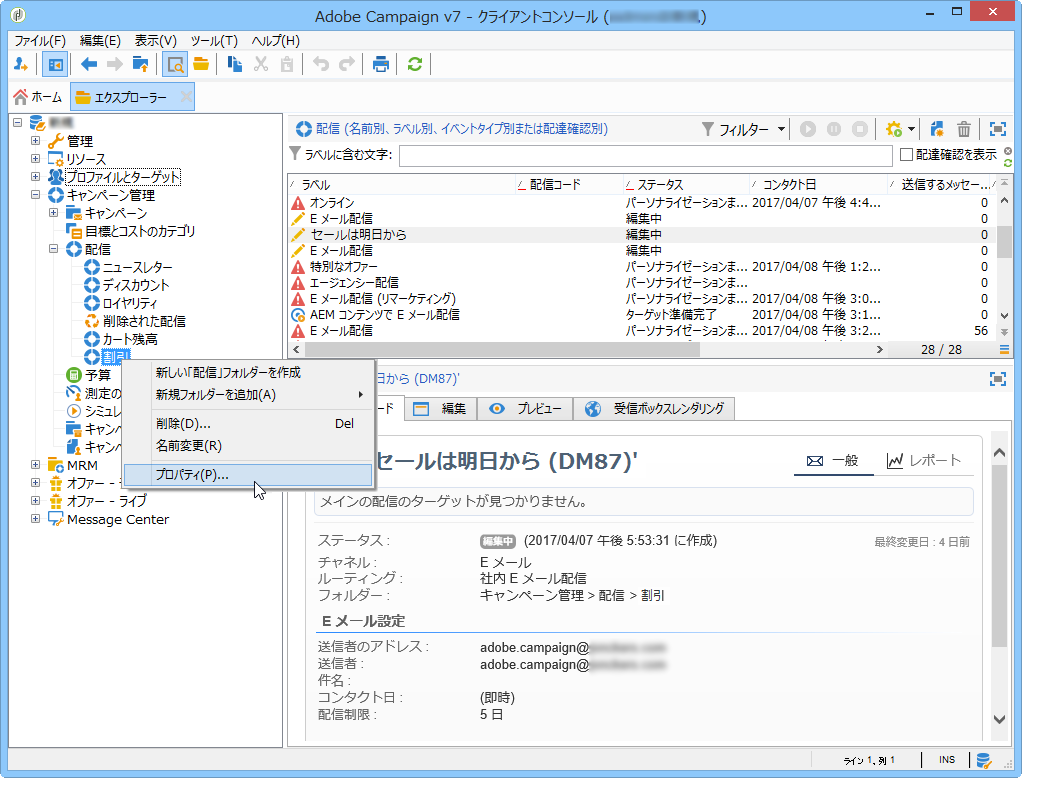 Adobe Campaign v7 - クライアントコンソール (
ファイル(F) 編集(E) 表示(V) ツール(T) ヘルプ(H)
ホーム エクスプローラー
管理
リソース
プロファイルとターゲット
キャンペーン管理
キャンペーン
目標とコストのカテゴリ
配信
ニュースレター
ディスカウント
ロイヤリティ
削除された配信
カート残高
割引
予算
測定の
シミュレ
キャンペ
キャンペ
MRM
オファー -
オファー - ライブ
Message Center
新しい「配信」フォルダーを作成
新規フォルダーを追加(A)
削除(D)... Del
名前変更(R)
プロパティ(P)...
配信 (名前別、ラベル別、イベントタイプ別または配達確認別) フィルター
ラベルに含む文字: 配達確認を表示
ラベル 配信コード ステータス コンタクト日 送信するメッセー...
オンライン パーソナライゼーションま... 2017/04/07 午後 4:4... 0
E メール配信 編集中 0
セールは明日から 編集中 0
E メール配信 編集中 0
特別なオファー パーソナライゼーションま... 2017/04/08 午後 1:2... 0
エージェンシー配信 パーソナライゼーションま... 0
E メール配信 (リマーケティング) パーソナライゼーションま... 2017/04/08 午後 3:0... 0
AEM コンテンツで E メール配信 ターゲット準備完了 2017/04/08 午後 3:1... 0
E メール配信 パーソナライゼーションま... 2017/04/08 午後 3:2... 56
28 / 28
日から (DM87)'
ド 編集 プレビュー 受信ボックスレンダリング
セールは明日から (DM87)' 一般 レポート
メインの配信のターゲットが見つかりません。
ステータス : 編集中 (2017/04/07 午後 5:53:31 に作成) 最終変更日 : 4 日前
チャネル : E メール
ルーティング : 社内 E メール配信
フォルダー : キャンペーン管理 > 配信 > 割引
E メール設定
送信者のアドレス : adobe.campaign@
送信者 : adobe.campaign@
件名 :
コンタクト日 : (即時)
配信制限 : 5 日
ライン 1, 列 1 INS